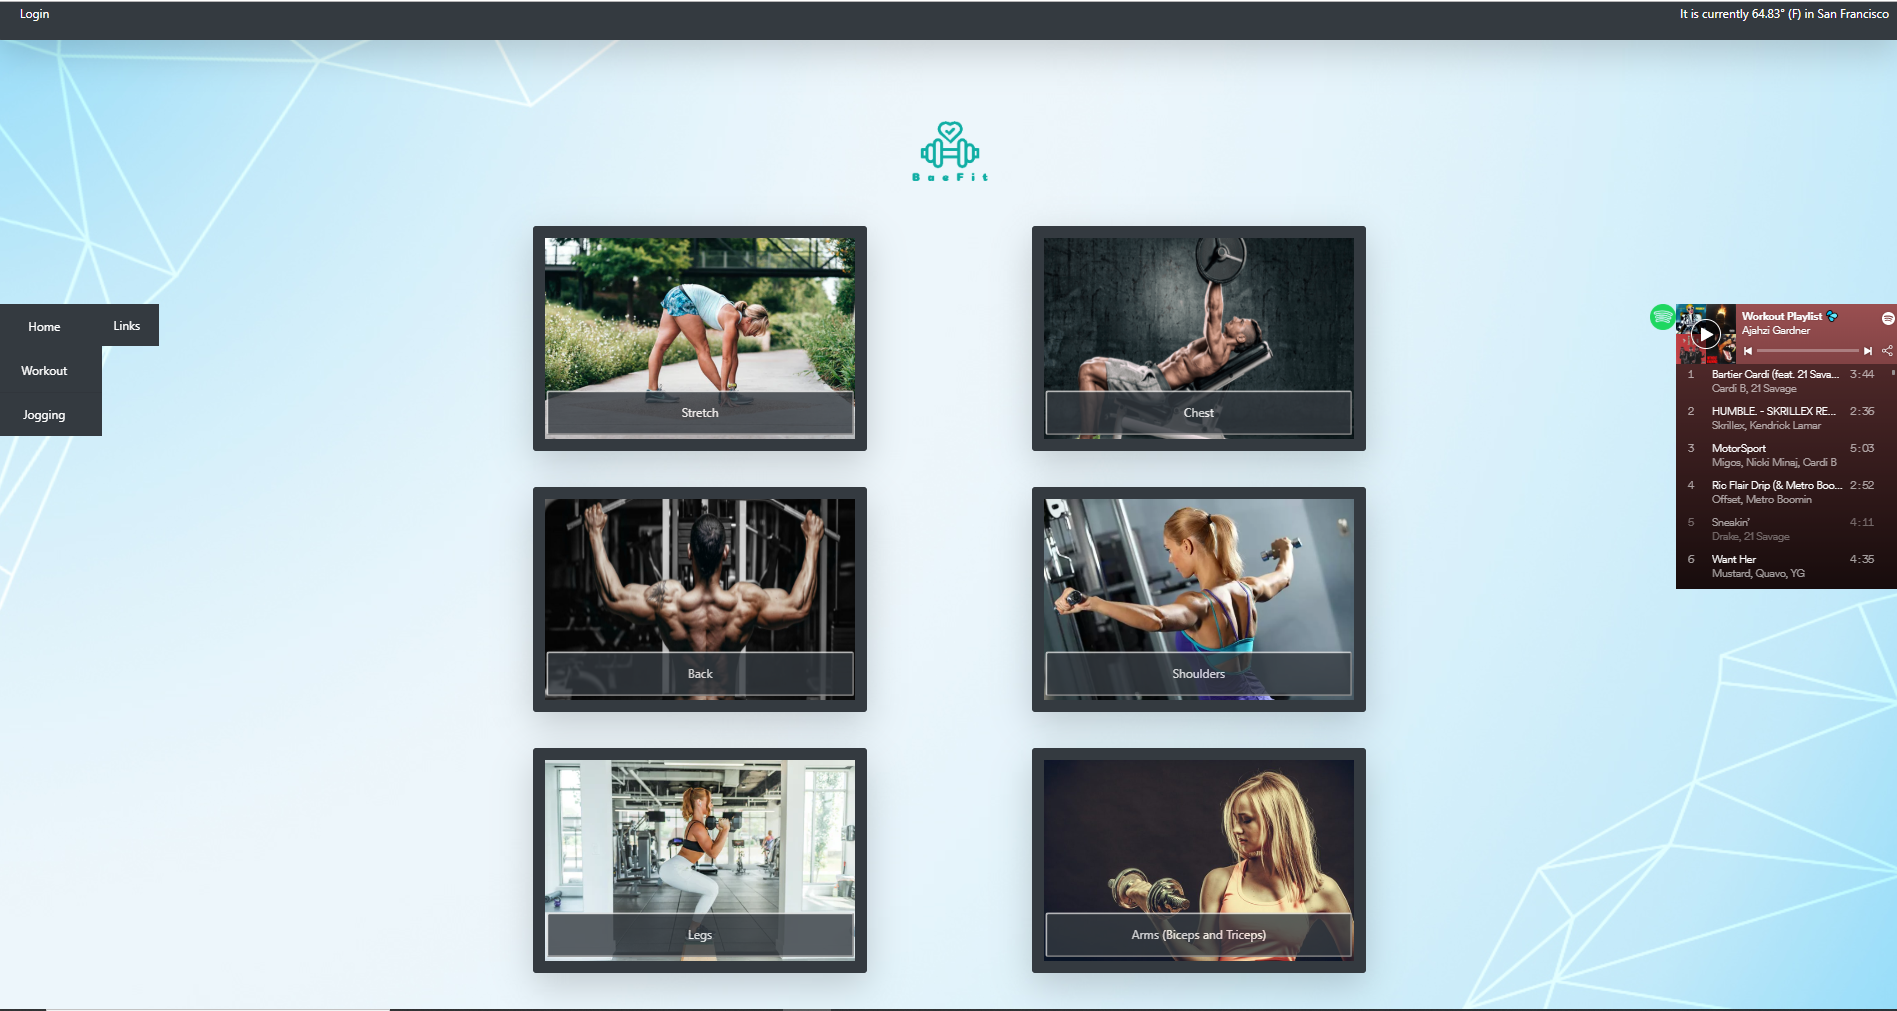 Login
It is currently 64.83° (F) in San Francisco
BaeFit
Home
Links
Workout
Jogging
Stretch
Chest
Back
Shoulders
Legs
Arms (Biceps and Triceps)
Workout Playlist
Ajahzi Gardner
1 Bartier Cardi (feat. 21 Sava... 3:44
Cardi B, 21 Savage
2 HUMBLE. - SKRILLEX RE... 2:36
Skrillex, Kendrick Lamar
3 MotorSport 5:03
Migos, Nicki Minaj, Cardi B
4 Ric Flair Drip (& Metro Boo... 2:52
Offset, Metro Boomin
5 Sneakin' 4:11
Drake, 21 Savage
6 Want Her 4:35
Mustard, Quavo, YG